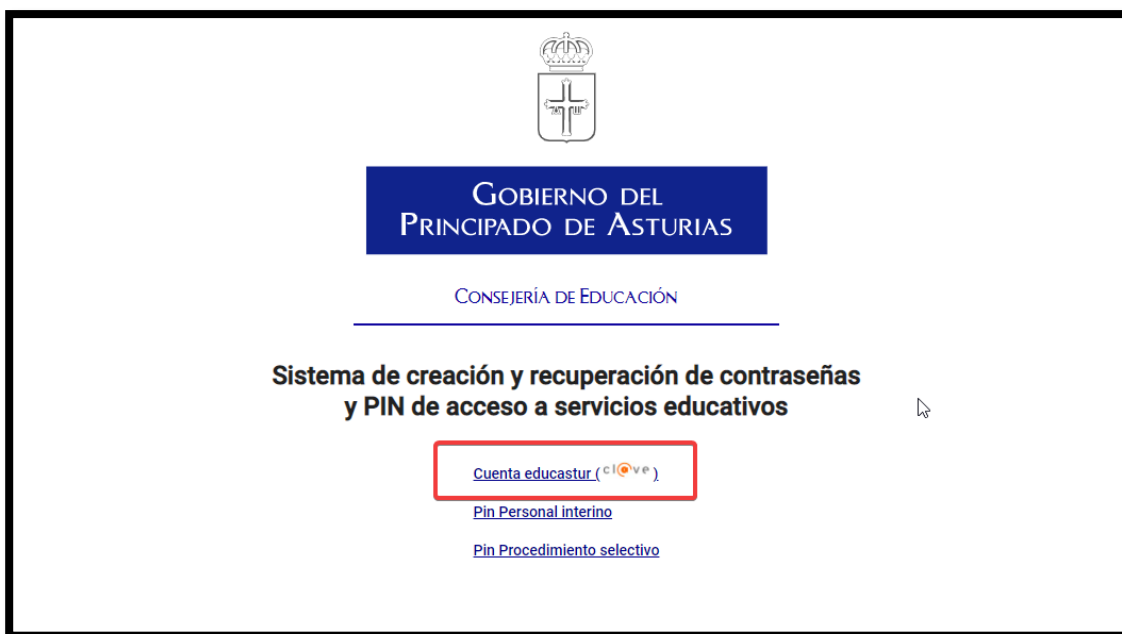 GOBIERNO DEL
PRINCIPADO DE ASTURIAS
CONSEJERÍA DE EDUCACIÓN
Sistema de creación y recuperación de contraseñas
y PIN de acceso a servicios educativos
Cuenta educastur ( cl@ve )
Pin Personal interino
Pin Procedimiento selectivo